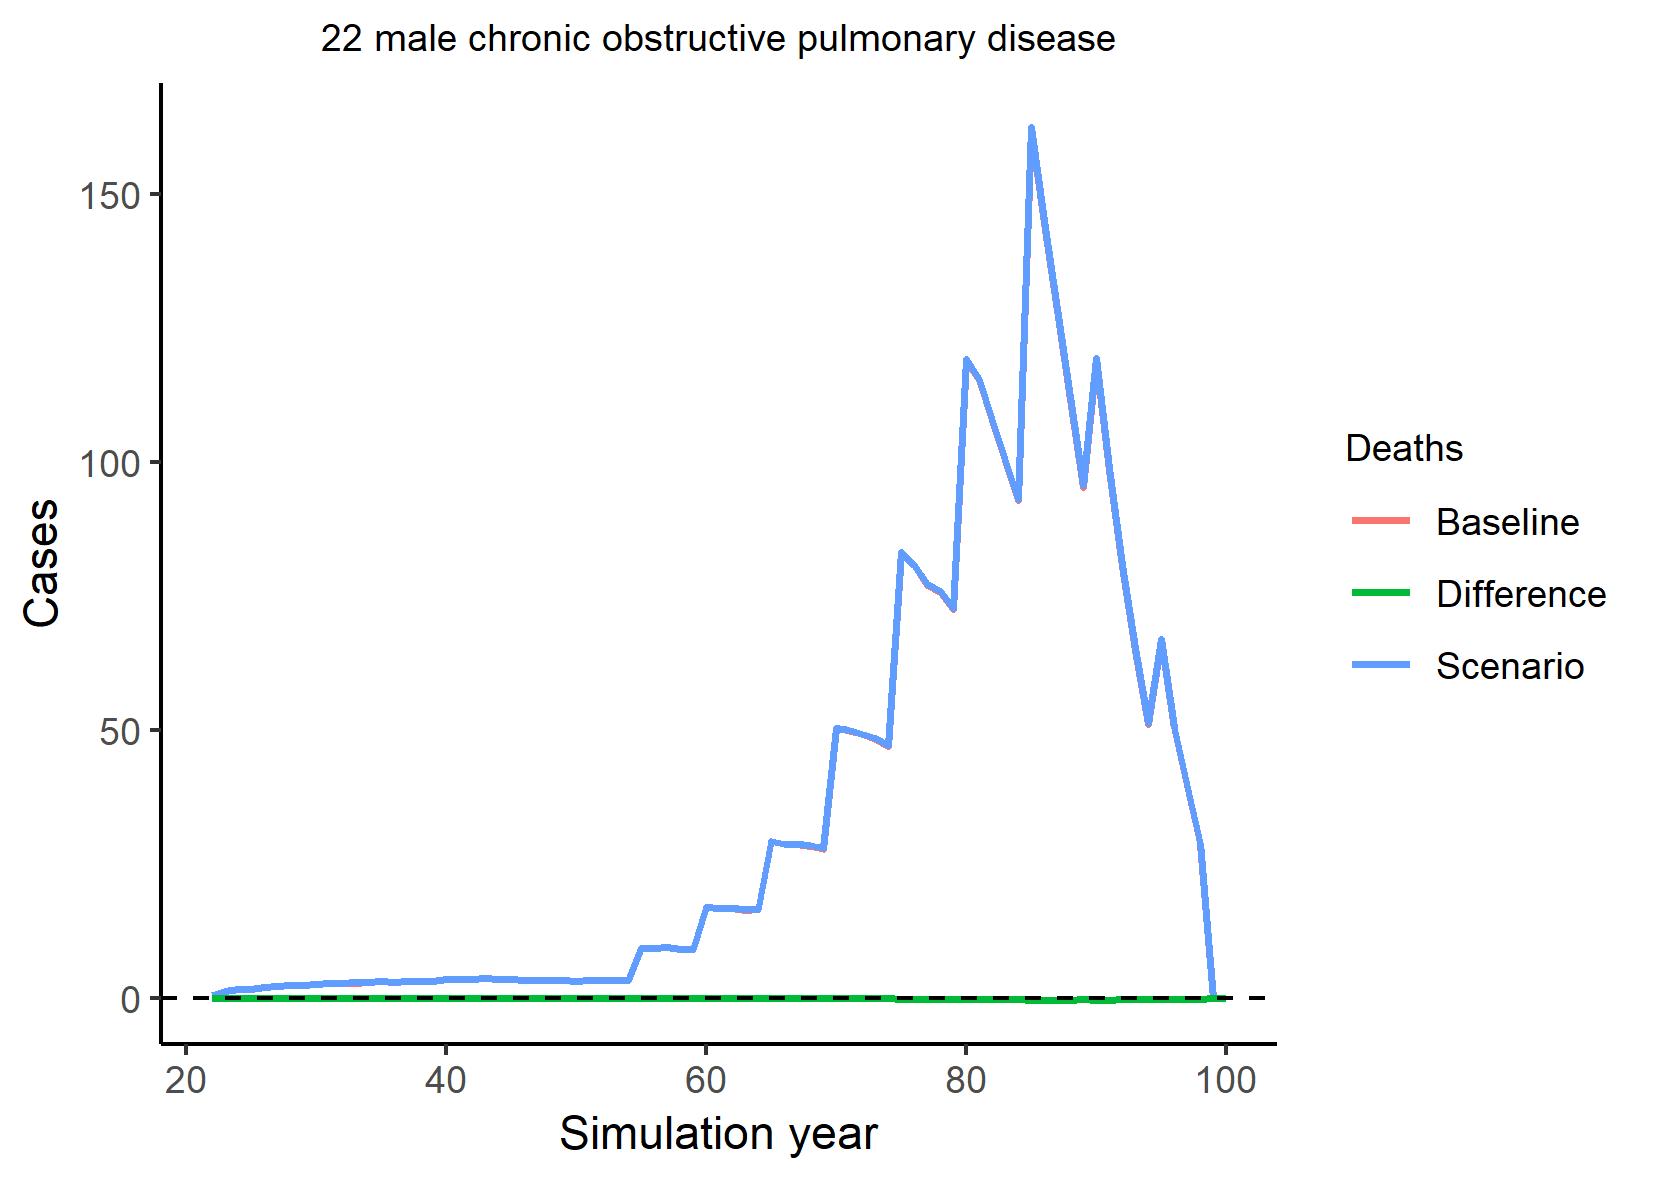 22 male chronic obstructive pulmonary disease
150
100
50
0
Cases
20 40 60 80 100
Simulation year
Deaths
Baseline
Difference
Scenario